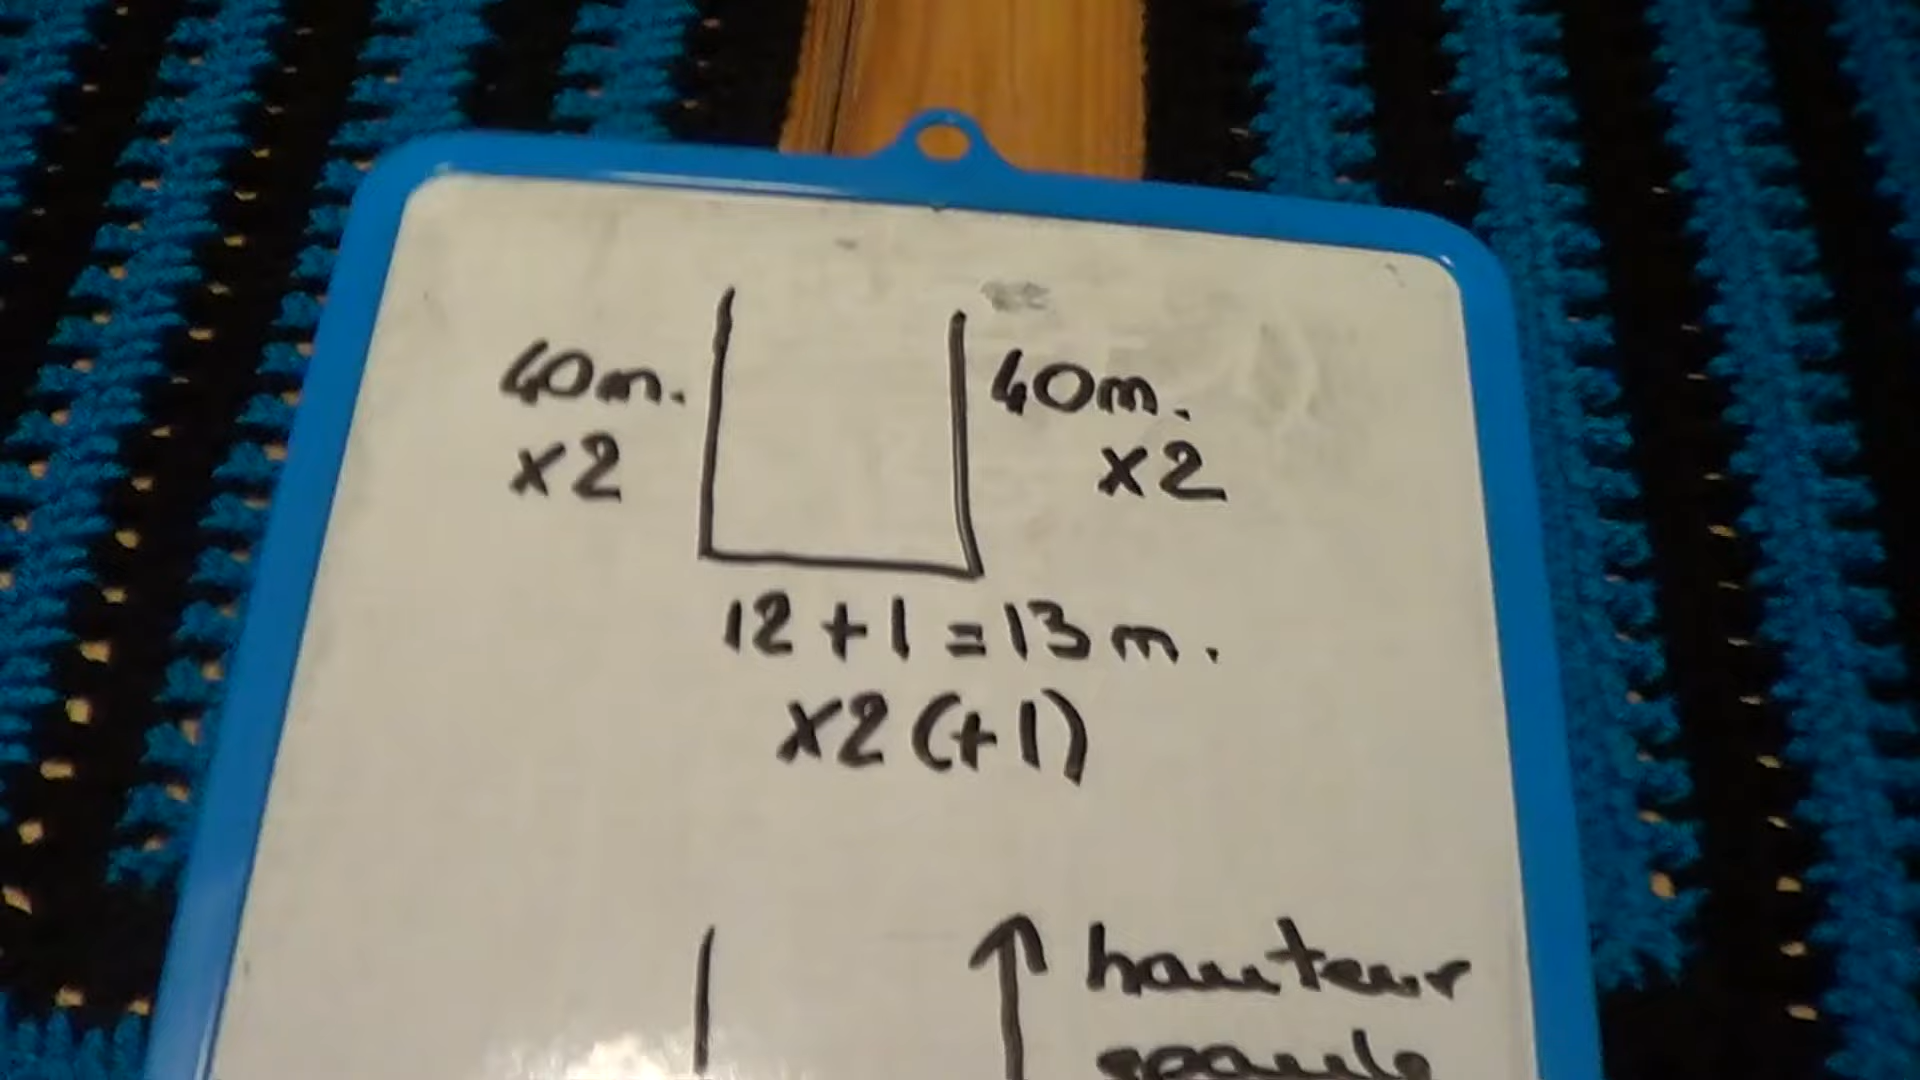 40m. 40m.
x2 x2
12+1=13m.
x2(+1)
hauteur